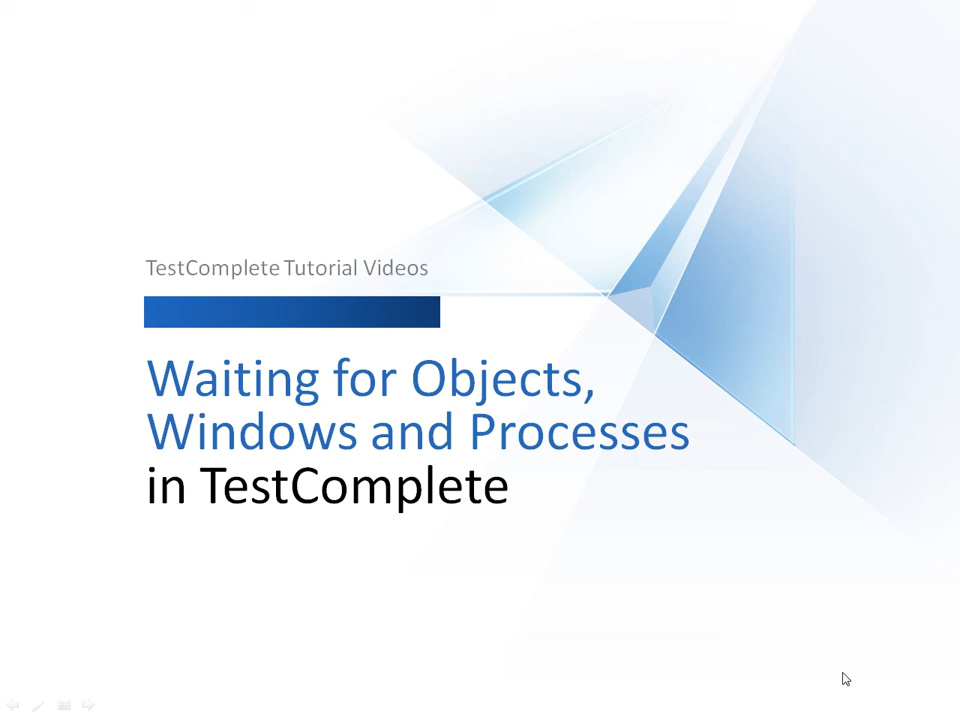 TestComplete Tutorial Videos
Waiting for Objects,
Windows and Processes
in TestComplete